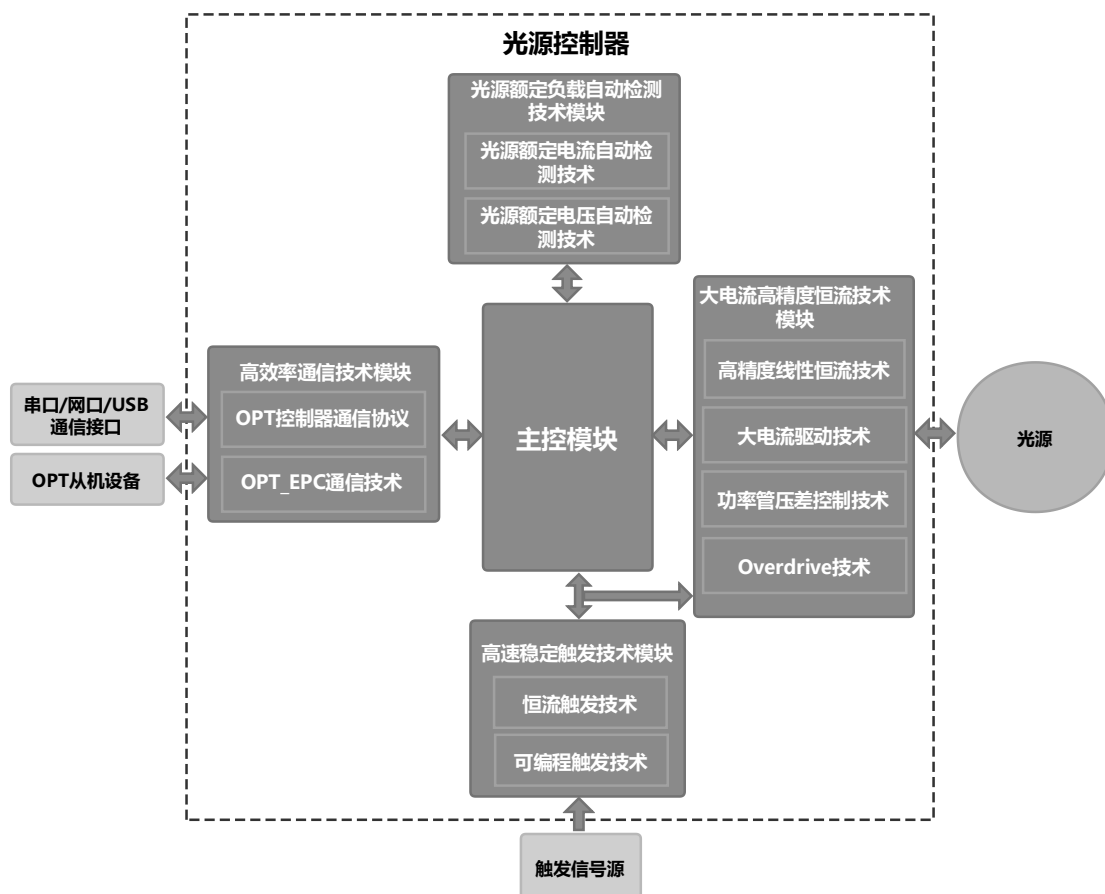 光源控制器
光源额定负载自动检测
技术模块
光源额定电流自动检
测技术
光源额定电压自动检
测技术
大电流高精度恒流技术
模块
高精度线性恒流技术
大电流驱动技术
功率管压差控制技术
Overdrive技术
高效率通信技术模块
OPT控制器通信协议
OPT_EPC通信技术
串口/网口/USB
通信接口
OPT从机设备
主控模块
光源
高速稳定触发技术模块
恒流触发技术
可编程触发技术
触发信号源